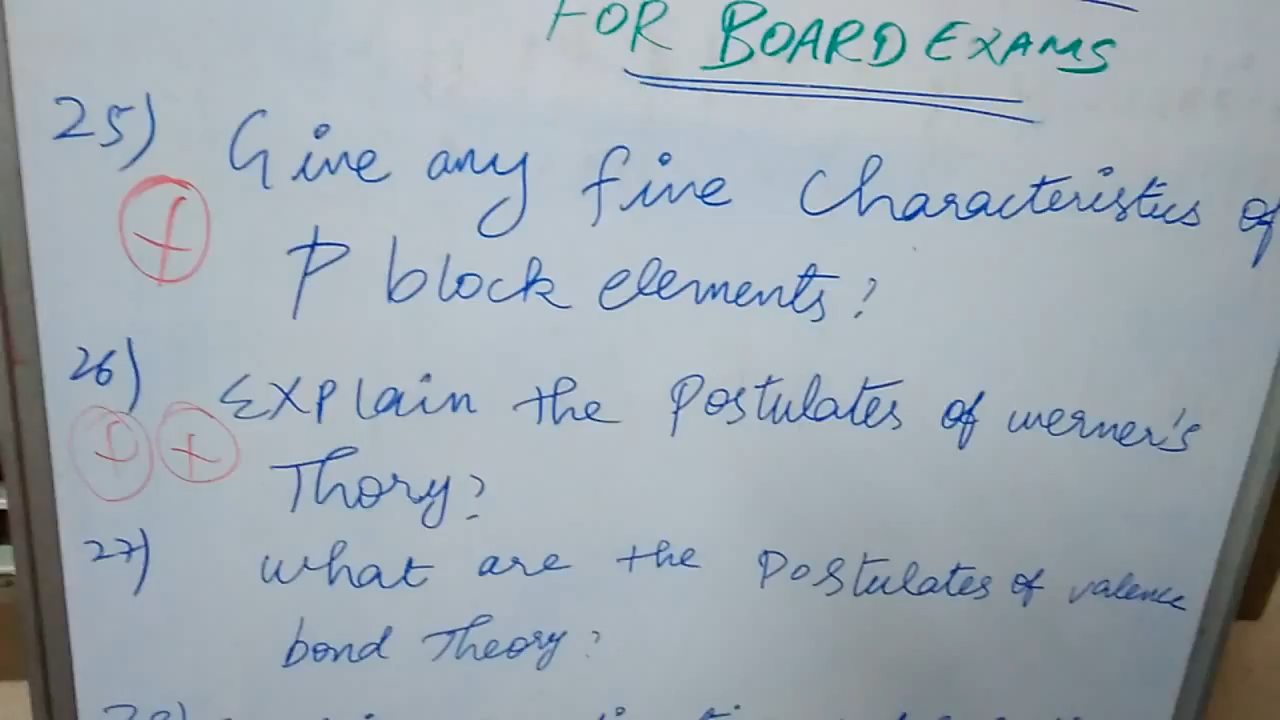 FOR BOARD EXAMS
25) Give any five characteristics of
P block elements?
26) Explain the Postulates of werner's
Thory?
27) what are the Postulates of valence
bond Theory?